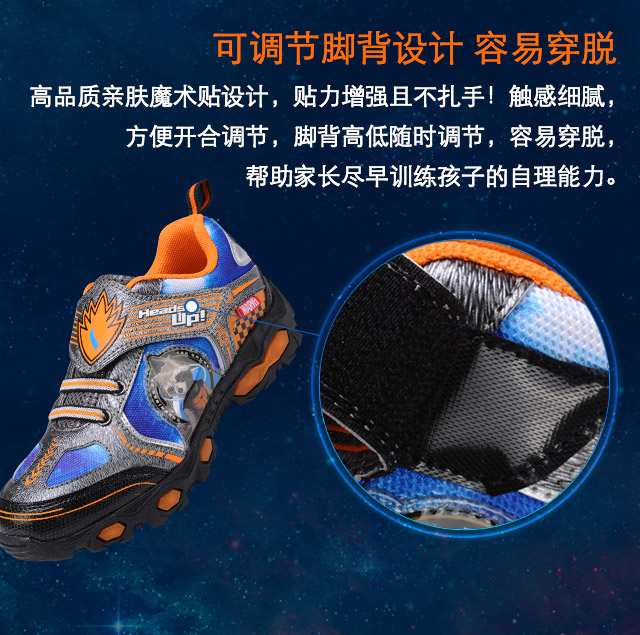 可调节脚背设计 容易穿脱
高品质亲肤魔术贴设计，贴力增强且不扎手！触感细腻，
方便开合调节，脚背高低随时调节，容易穿脱，
帮助家长尽早训练孩子的自理能力。
Heads
Up!
MARVEL